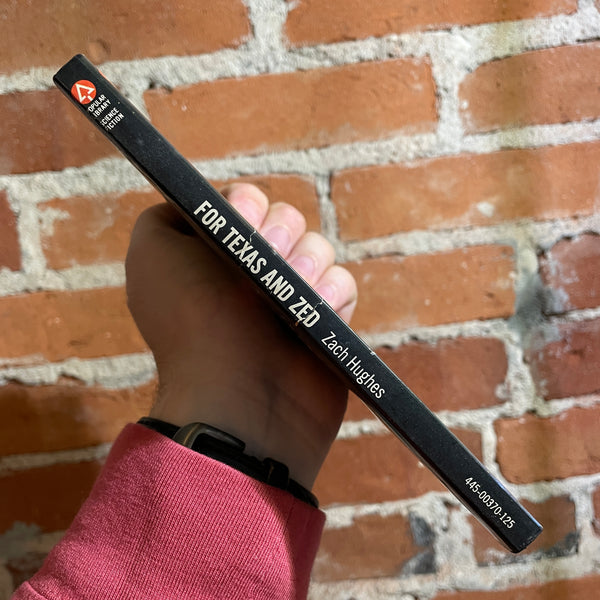 POPULAR
LIBRARY
SCIENCE
FICTION
FOR TEXAS AND ZED Zach Hughes
445-00370-125